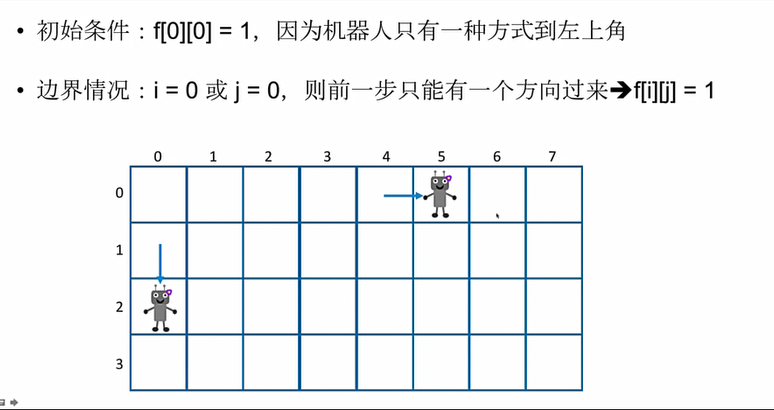 • 初始条件：f[0][0] = 1，因为机器人只有一种方式到左上角
• 边界情况：i = 0 或 j = 0，则前一步只能有一个方向过来➔f[i][j] = 1
0 1 2 3 4 5 6 7
0
1
2
3